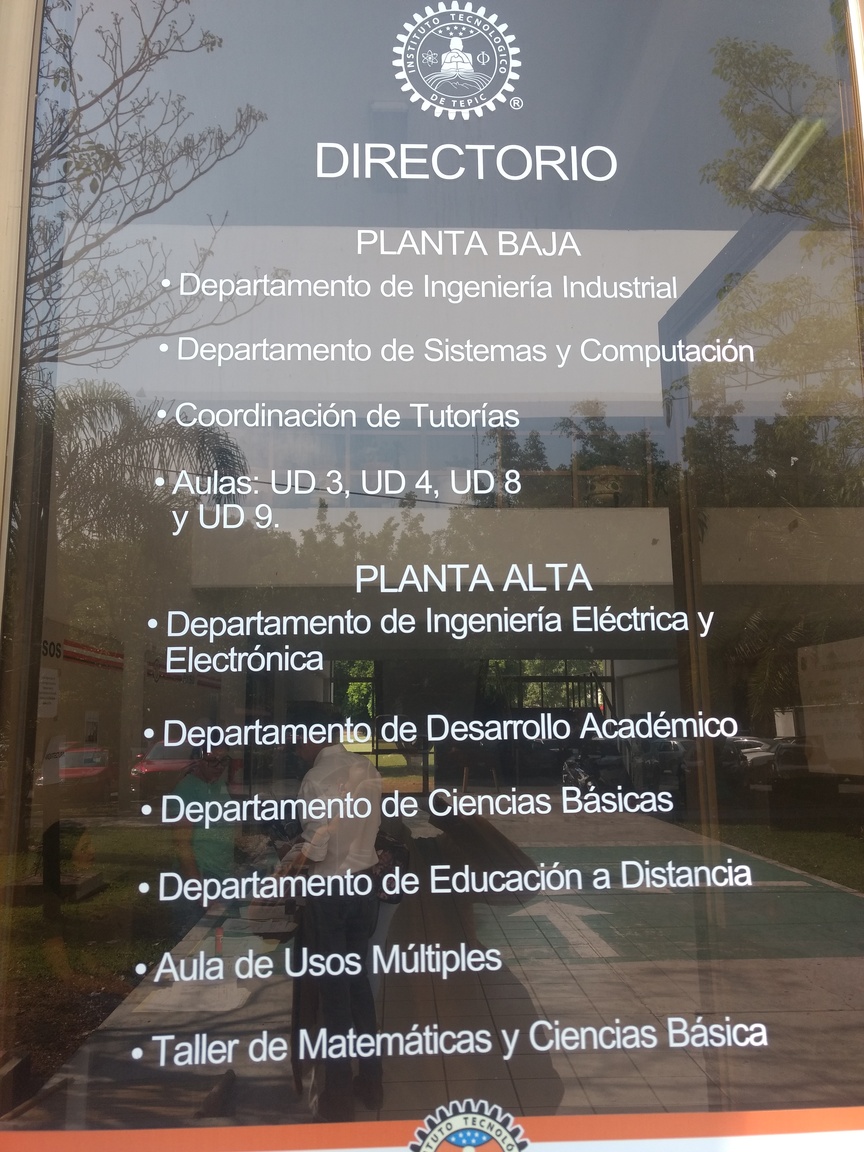 INSTITUTO TECNOLOGICO
DE TEPIC
®
DIRECTORIO
PLANTA BAJA
• Departamento de Ingeniería Industrial
• Departamento de Sistemas y Computación
• Coordinación de Tutorías
• Aulas: UD 3, UD 4, UD 8
y UD 9.
PLANTA ALTA
• Departamento de Ingeniería Eléctrica y
Electrónica
• Departamento de Desarrollo Académico
• Departamento de Ciencias Básicas
• Departamento de Educación a Distancia
• Aula de Usos Múltiples
• Taller de Matemáticas y Ciencias Básica